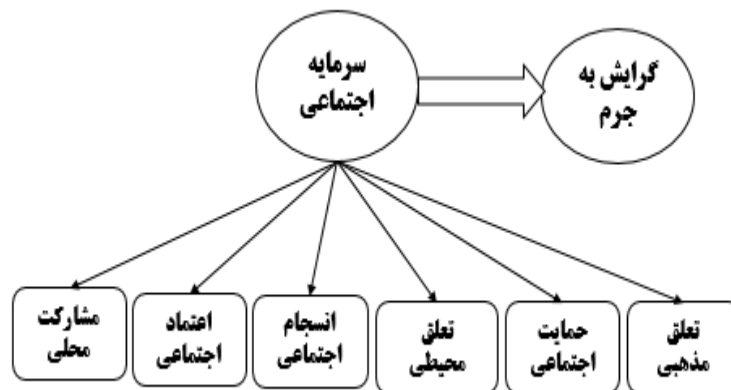 سرمایه
اجتماعی
گرایش به
جرم
تعلق
مذهبی
حمایت
اجتماعی
تعلق
محیطی
انسجام
اجتماعی
اعتماد
اجتماعی
مشارکت
محلی